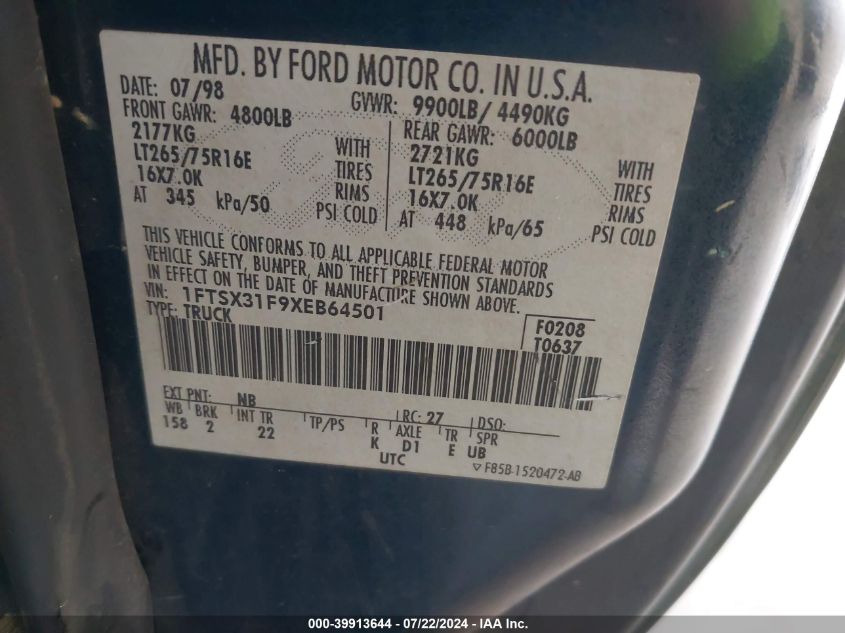 MFD. BY FORD MOTOR CO. IN U.S.A.
DATE: 07/98 GVWR: 9900LB/ 4490KG
FRONT GAWR: 4800LB REAR GAWR: 6000LB
2177KG WITH 2721KG WITH
LT265/75R16E TIRES LT265/75R16E TIRES
16X7.0K RIMS 16X7.0K RIMS
AT 345 kPa/50 PSI COLD AT 448 kPa/65 PSI COLD
THIS VEHICLE CONFORMS TO ALL APPLICABLE FEDERAL MOTOR
VEHICLE SAFETY, BUMPER, AND THEFT PREVENTION STANDARDS
IN EFFECT ON THE DATE OF MANUFACTURE SHOWN ABOVE.
VIN: 1FTSX31F9XEB64501
TYPE: TRUCK F0208
T0637
EXT PNT: NB RC: 27 DSO:
WB BRK INT TR TP/PS R AXLE TR SPR
158 2 22 K D1 E UB
UTC
▽ F85B-1520472-AB
000-39913644 - 07/22/2024 - IAA Inc.